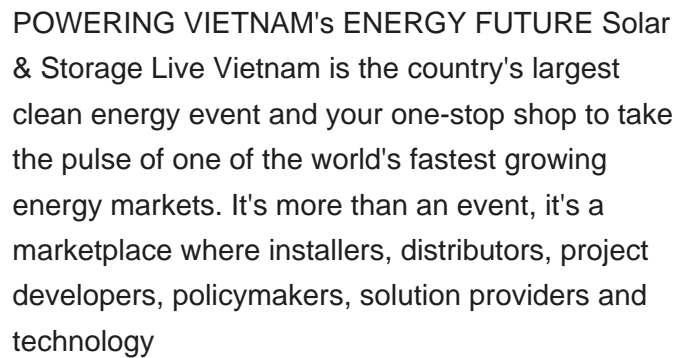 POWERING VIETNAM's ENERGY FUTURE Solar
& Storage Live Vietnam is the country's largest
clean energy event and your one-stop shop to take
the pulse of one of the world's fastest growing
energy markets. It's more than an event, it's a
marketplace where installers, distributors, project
developers, policymakers, solution providers and
technology